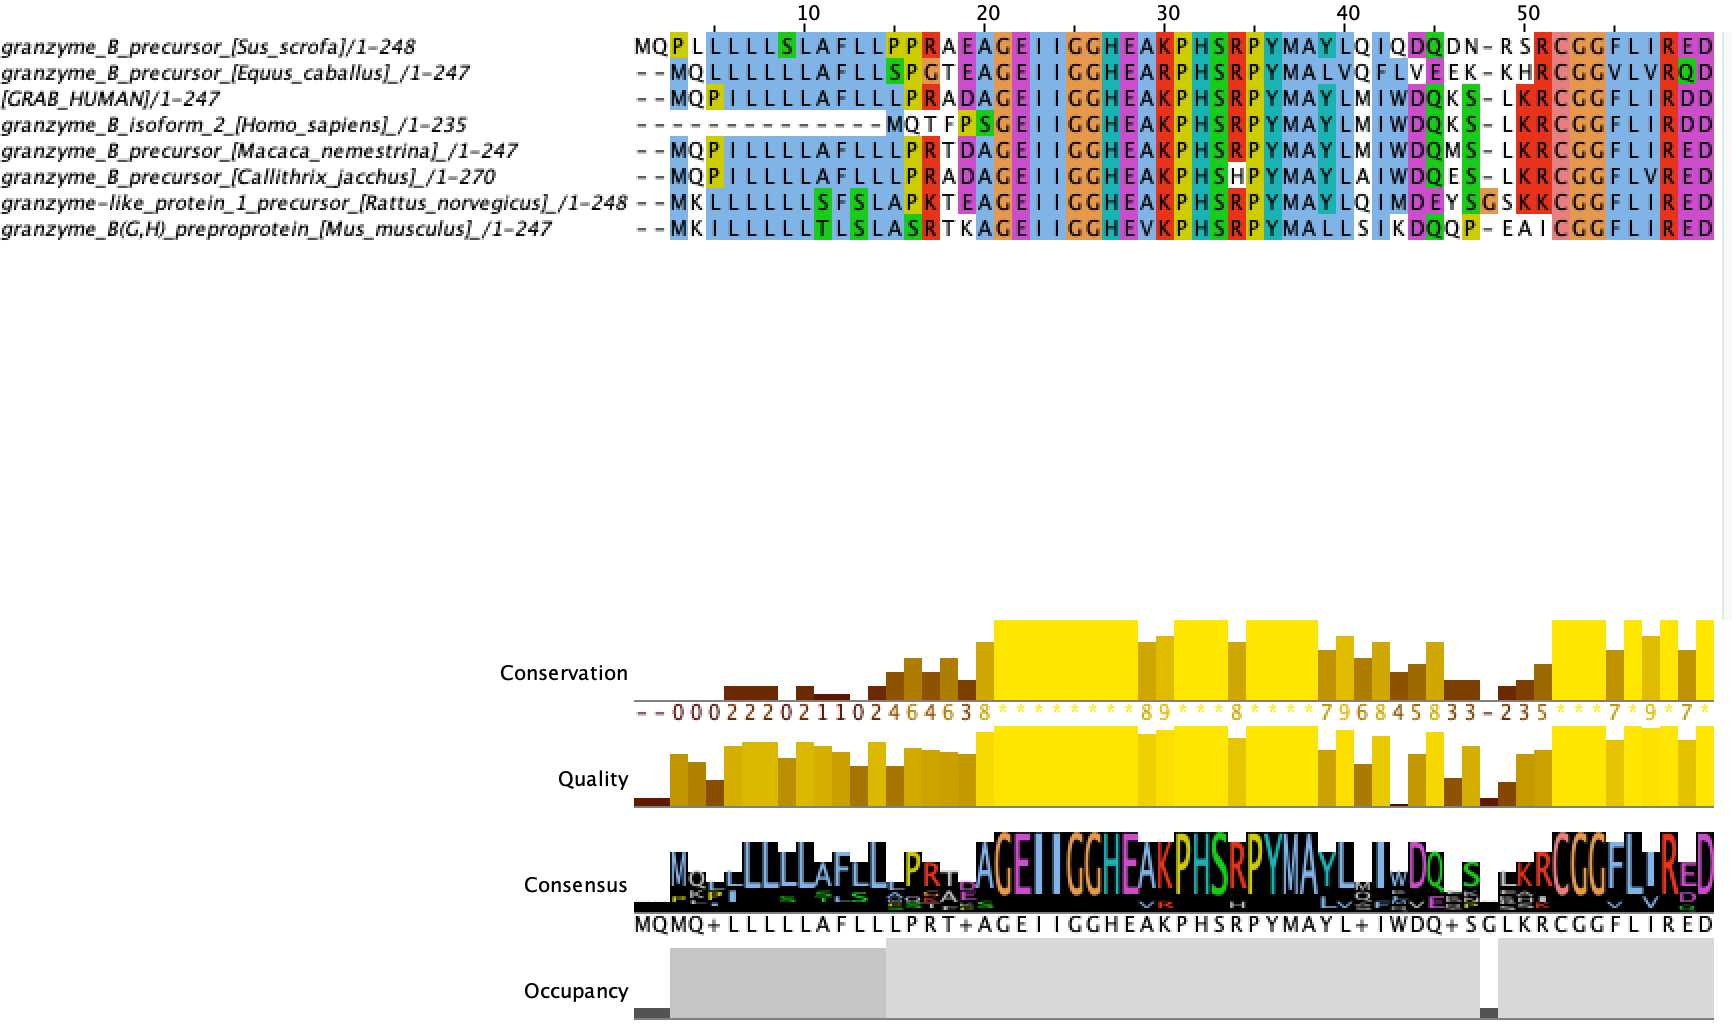 10 20 30 40 50
granzyme_B_precursor_[Sus_scrofa]/1-248 MQPLLLLLSLAFLLPPRAEAGEIIGGHEAKPHSRPYMAYLQIQDQDN-RSRCGGFLIRED
granzyme_B_precursor_[Equus_caballus]_/1-247 --MQLLLLLLAFLLSPGTEAGEIIGGHEARPHSRPYMALVQFLVEEK-KHRCGGVLVRQD
[GRAB_HUMAN]/1-247 --MQPILLLLAFLLLPRADAGEIIGGHEAKPHSRPYMAYLMIWDQKS-LKRCGGFLIRDD
granzyme_B_isoform_2_[Homo_sapiens]_/1-235 --------------MQTFPSGEIIGGHEAKPHSRPYMAYLMIWDQKS-LKRCGGFLIRDD
granzyme_B_precursor_[Macaca_nemestrina]_/1-247 --MQPILLLLAFLLLPRTDAGEIIGGHEAKPHSRPYMAYLMIWDQMS-LKRCGGFLIRED
granzyme_B_precursor_[Callithrix_jacchus]_/1-270 --MQPILLLLAFLLLPRADAGEIIGGHEAKPHSHPYMAYLAIWDQES-LKRCGGFLVRED
granzyme-like_protein_1_precursor_[Rattus_norvegicus]_/1-248 --MKLLLLLLSFSLAPKTEAGEIIGGHEAKPHSRPYMAYLQIMDEYSGSKKCGGFLIRED
granzyme_B(G,H)_preproprotein_[Mus_musculus]_/1-247 --MKILLLLLTLSLASRTKAGEIIGGHEVKPHSRPYMALLSIKDQQP-EAICGGFLIRED
Conservation
--000222021102464638********89***8****796845833-235***7*9*7*
Quality
Consensus
MQMQ+LLLLLAFLLLPRT+AGEIIGGHEAKPHSRPYMAYL+IWDQ+SGLKRCGGFLIRED
Occupancy